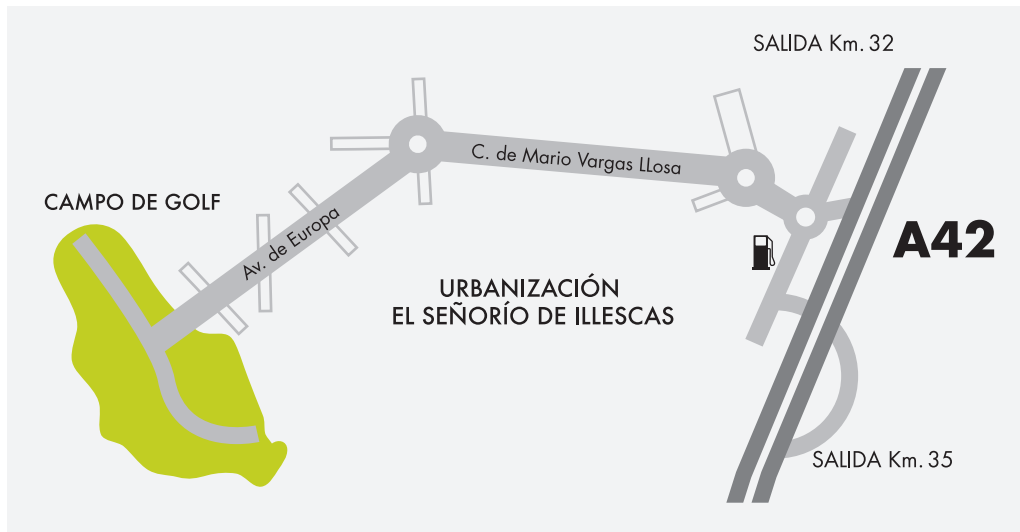 SALIDA Km. 32
C. de Mario Vargas LLosa
CAMPO DE GOLF
Av. de Europa
A42
URBANIZACIÓN
EL SEÑORÍO DE ILLESCAS
SALIDA Km. 35